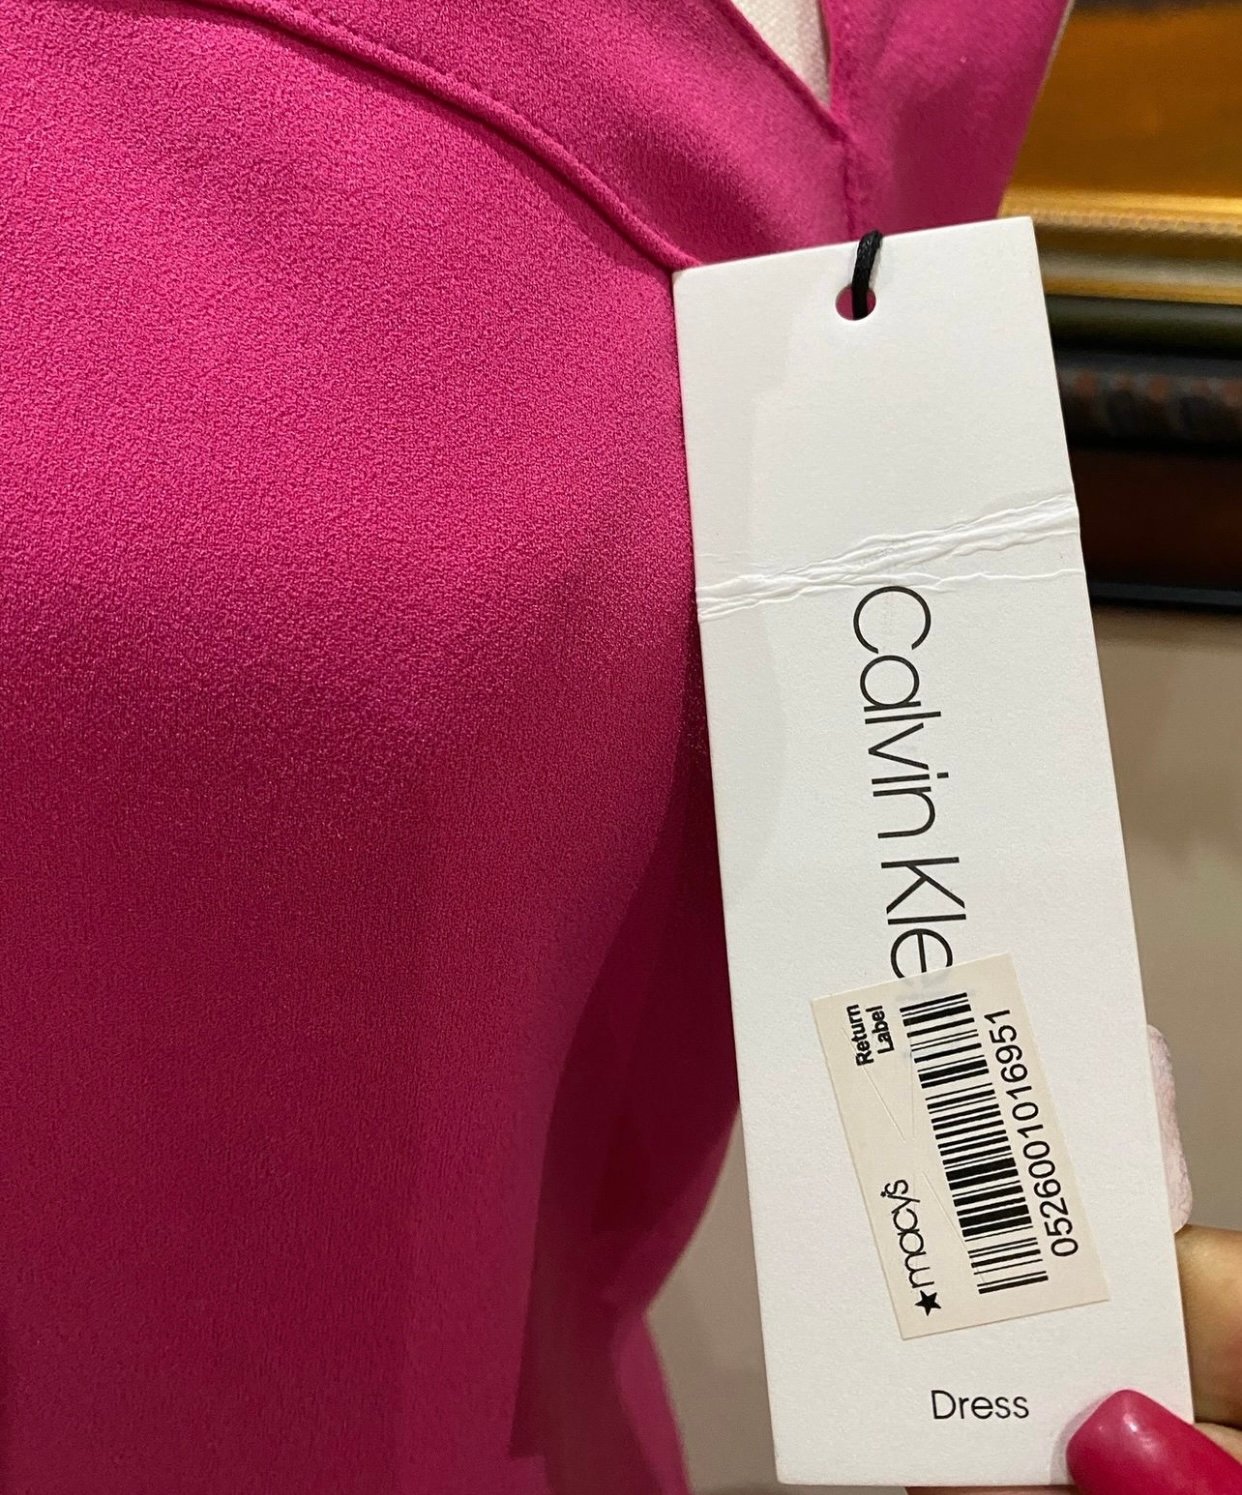 Calvin Kle
Return
Label
0526001016951
★macy's
Dress